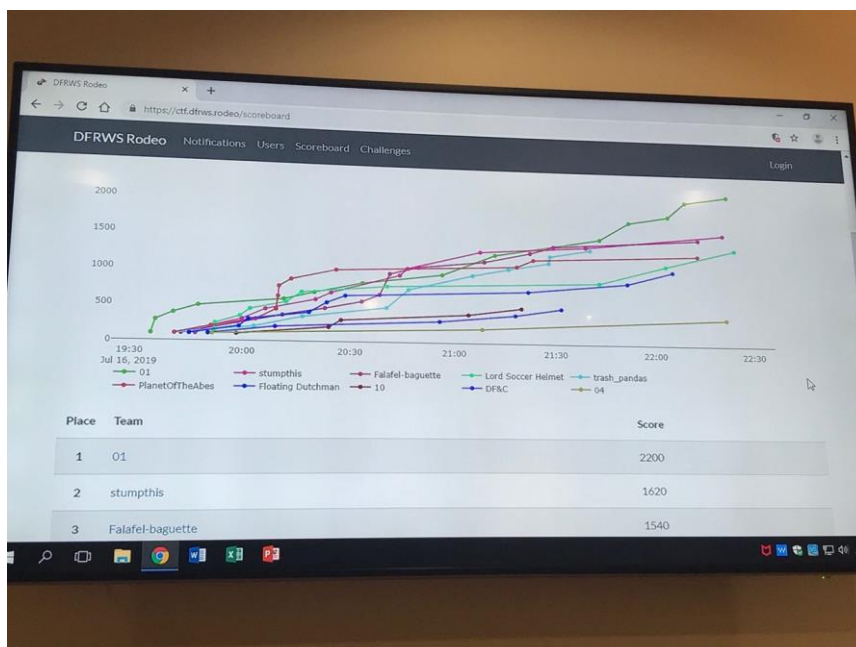 DFRWS Rodeo
https://ctf.dfrws.rodeo/scoreboard
DFRWS Rodeo Notifications Users Scoreboard Challenges Login
2000
1500
1000
500
0
19:30 20:00 20:30 21:00 21:30 22:00 22:30
Jul 16, 2019
01 stumpthis Falafel-baguette Lord Soccer Helmet trash_pandas
PlanetOfTheAbes Floating Dutchman 10 DF&C 04
Place Team Score
1 01 2200
2 stumpthis 1620
3 Falafel-baguette 1540